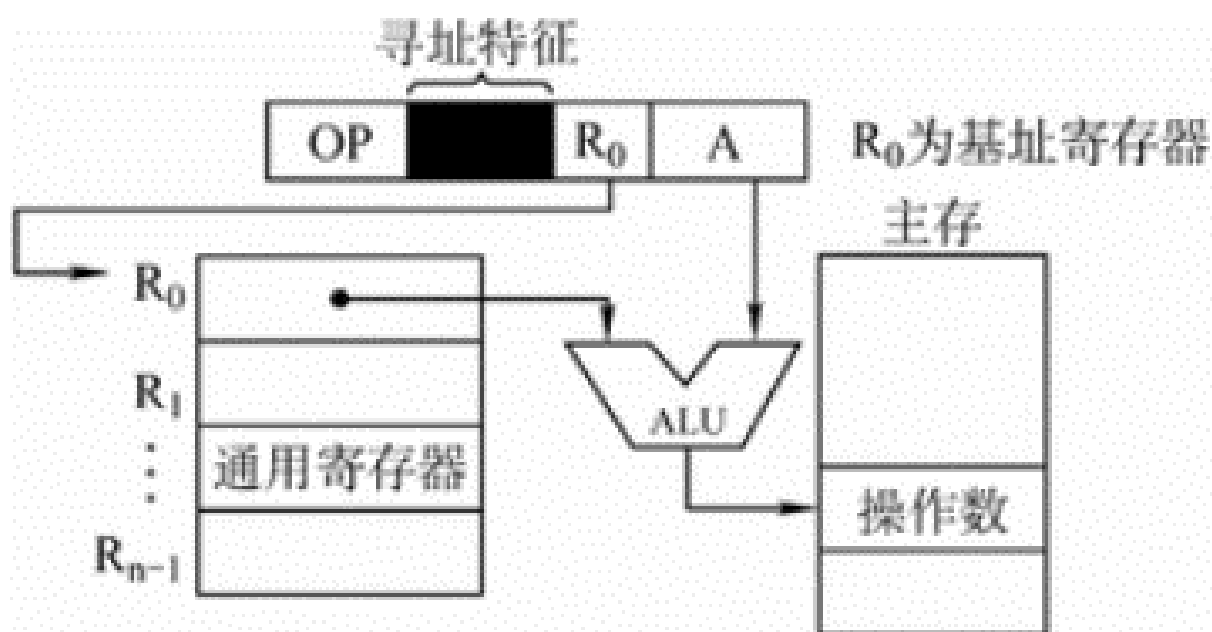 寻址特征
OP R₀ A R₀为基址寄存器
主存
R₀
R₁
ALU
⋮ 通用寄存器
操作数
Rₙ₋₁